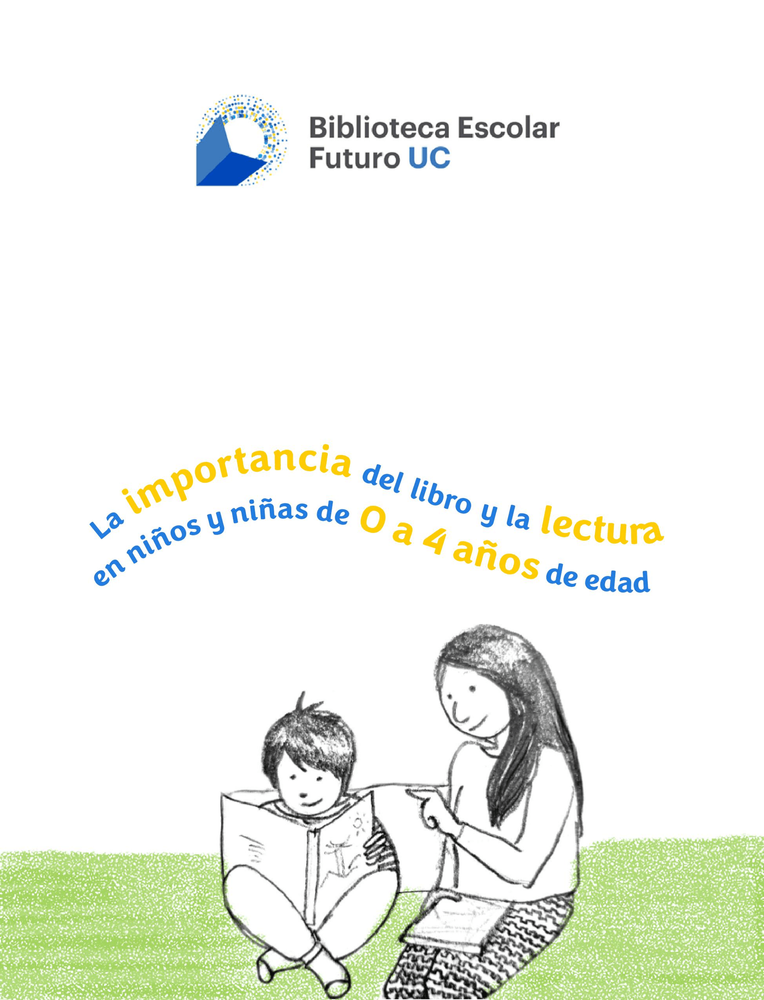 Biblioteca Escolar
Futuro UC
La importancia del libro y la lectura
en niños y niñas de 0 a 4 años de edad